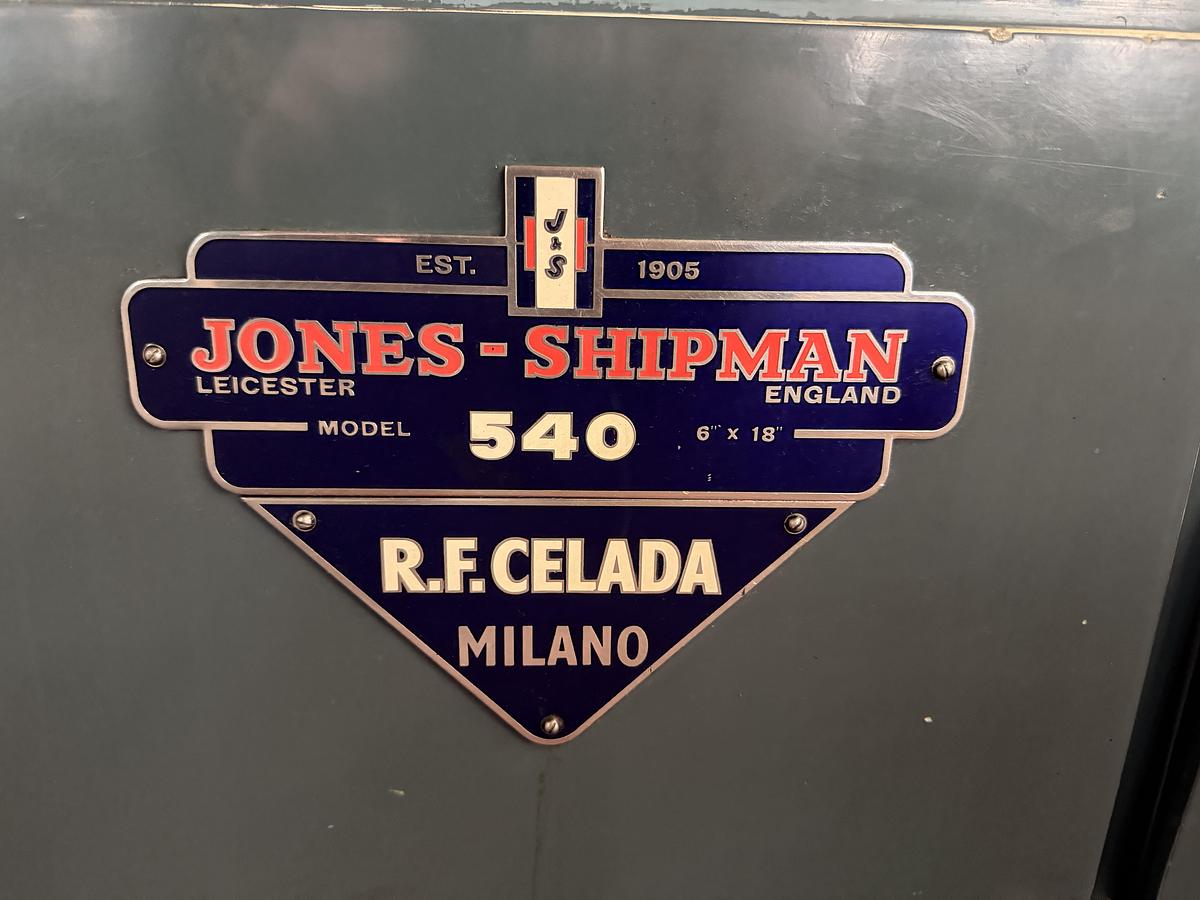 J & S
EST. 1905
JONES - SHIPMAN
LEICESTER ENGLAND
MODEL 540 6" x 18"
R.F. CELADA
MILANO